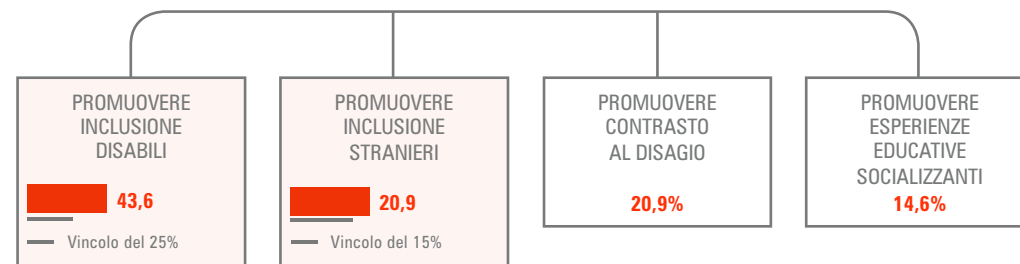 PROMUOVERE
INCLUSIONE
DISABILI
43,6
Vincolo del 25%
PROMUOVERE
INCLUSIONE
STRANIERI
20,9
Vincolo del 15%
PROMUOVERE
CONTRASTO
AL DISAGIO
20,9%
PROMUOVERE
ESPERIENZE
EDUCATIVE
SOCIALIZZANTI
14,6%